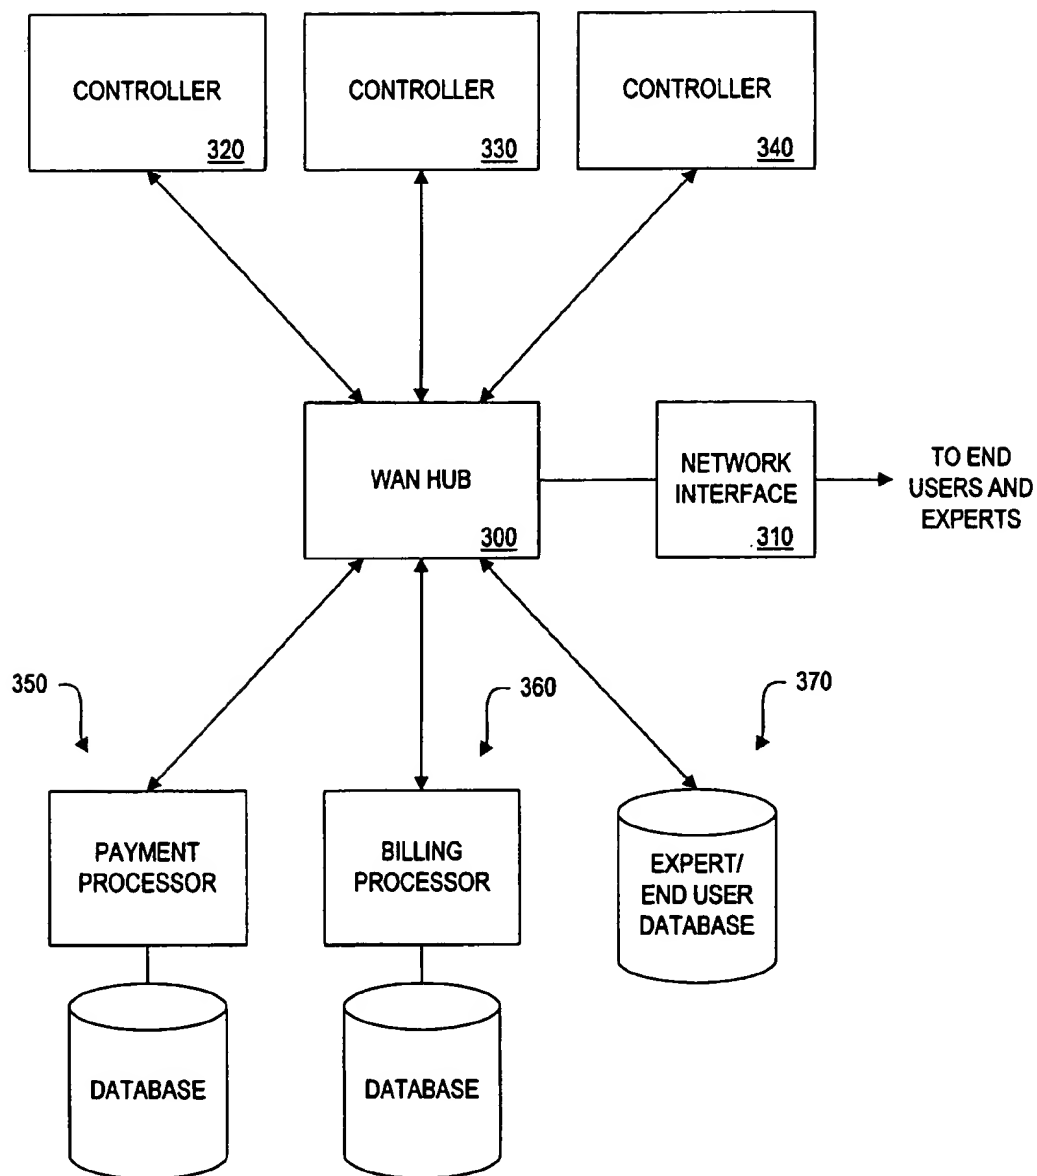 CONTROLLER
320
CONTROLLER
330
CONTROLLER
340
WAN HUB
300
NETWORK
INTERFACE
310
TO END
USERS AND
EXPERTS
350
360
370
PAYMENT
PROCESSOR
BILLING
PROCESSOR
EXPERT/
END USER
DATABASE
DATABASE
DATABASE